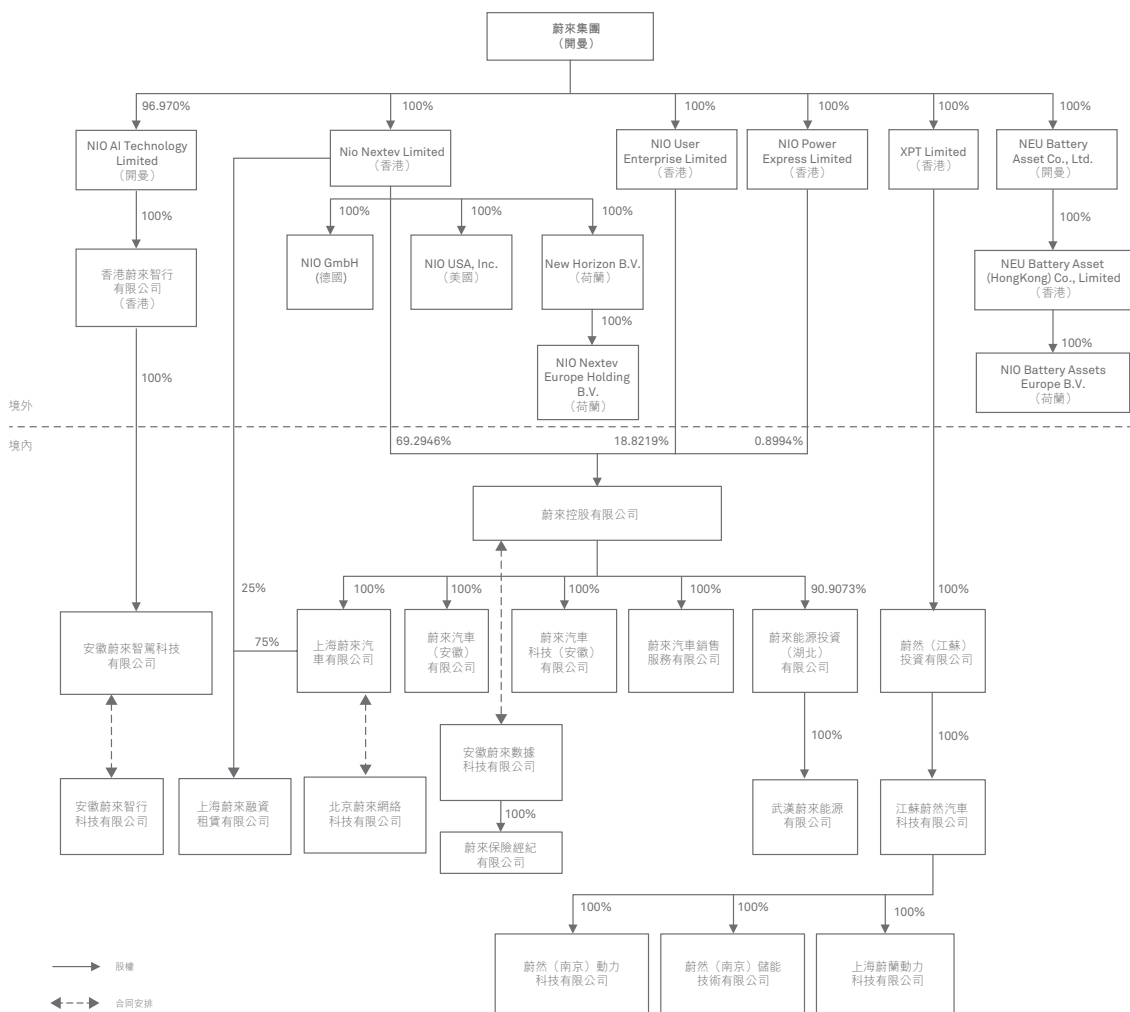 蔚來集團
（開曼）
96.970%
100%
100%
100%
100%
100%
NIO AI Technology
Limited
（開曼）
Nio Nextev Limited
（香港）
NIO User
Enterprise Limited
（香港）
NIO Power
Express Limited
（香港）
XPT Limited
（香港）
NEU Battery
Asset Co., Ltd.
（開曼）
100%
100%
100%
100%
100%
香港蔚來智行
有限公司
（香港）
NIO GmbH
(德國)
NIO USA, Inc.
（美國）
New Horizon B.V.
（荷蘭）
NEU Battery Asset
(HongKong) Co., Limited
（香港）
100%
100%
100%
NIO Nextev
Europe Holding
B.V.
（荷蘭）
NIO Battery Assets
Europe B.V.
（荷蘭）
境外
境內
69.2946%
18.8219%
0.8994%
蔚來控股有限公司
25%
75%
100%
100%
100%
100%
90.9073%
100%
安徽蔚來智駕科技
有限公司
上海蔚來汽
車有限公司
蔚來汽車
（安徽）
有限公司
蔚來汽車
科技（安徽）
有限公司
蔚來汽車銷售
服務有限公司
蔚來能源投資
（湖北）
有限公司
蔚然（江蘇）
投資有限公司
100%
100%
安徽蔚來數據
科技有限公司
安徽蔚來智行
科技有限公司
上海蔚來融資
租賃有限公司
北京蔚來網絡
科技有限公司
武漢蔚來能源
有限公司
江蘇蔚然汽車
科技有限公司
100%
蔚來保險經紀
有限公司
100%
100%
100%
蔚然（南京）動力
科技有限公司
蔚然（南京）儲能
技術有限公司
上海蔚蘭動力
科技有限公司
股權
合同安排